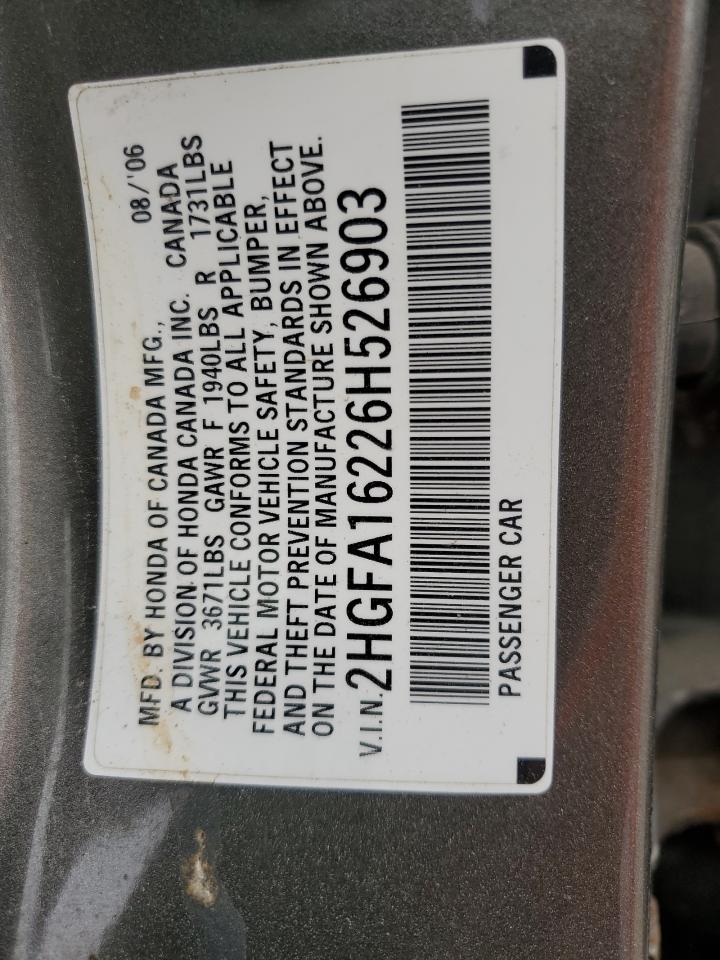 MFD. BY HONDA OF CANADA MFG., 08/'06
A DIVISION OF HONDA CANADA INC. CANADA
GVWR 3671LBS GAWR F 1940LBS R 1731LBS
THIS VEHICLE CONFORMS TO ALL APPLICABLE
FEDERAL MOTOR VEHICLE SAFETY, BUMPER,
AND THEFT PREVENTION STANDARDS IN EFFECT
ON THE DATE OF MANUFACTURE SHOWN ABOVE.
V.I.N. 2HGFA16226H526903
PASSENGER CAR